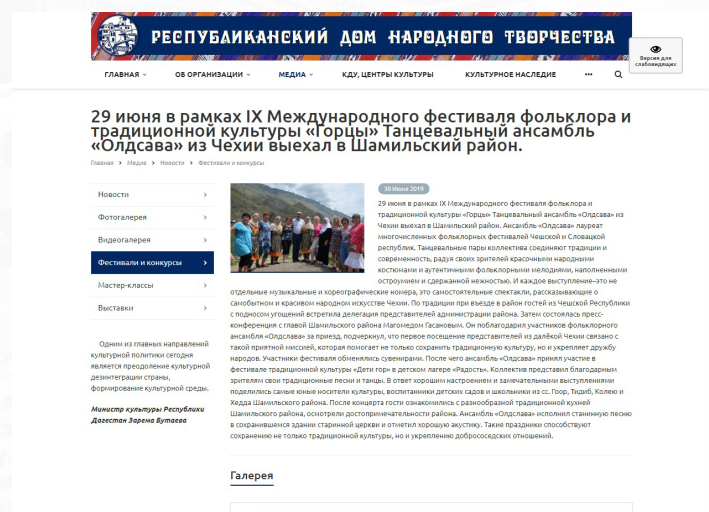 РЕСПУБЛИКАНСКИЙ ДОМ НАРОДНОГО ТВОРЧЕСТВА
Версия для
слабовидящих
ГЛАВНАЯ ОБ ОРГАНИЗАЦИИ МЕДИА КДУ, ЦЕНТРЫ КУЛЬТУРЫ КУЛЬТУРНОЕ НАСЛЕДИЕ •••
29 июня в рамках IX Международного фестиваля фольклора и
традиционной культуры «Горцы» Танцевальный ансамбль
«Олдсава» из Чехии выехал в Шамильский район.
Главная > Медиа > Новости > Фестивали и конкурсы
Новости
Фотогалерея
Видеогалерея
Фестивали и конкурсы
Мастер-классы
Выставки
Одним из главных направлений
культурной политики сегодня
является преодоление культурной
дезинтеграции страны,
формирование культурной среды.
Министр культуры Республики
Дагестан Зарема Бутаева
30 Июня 2019
29 июня в рамках IX Международного фестиваля фольклора и
традиционной культуры «Горцы» Танцевальный ансамбль «Олдсава» из
Чехии выехал в Шамильский район. Ансамбль «Олдсава» лауреат
многочисленных фольклорных фестивалей Чешской и Словацкой
республик. Танцевальные пары коллектива соединяют традиции и
современность, радуя своих зрителей красочными народными
костюмами и аутентичными фольклорными мелодиями, наполненными
остроумием и сдержанной нежностью. И каждое выступление–это не
отдельные музыкальные и хореографические номера, это самостоятельные спектакли, рассказывающие о
самобытном и красивом народном искусстве Чехии. По традиции при въезде в район гостей из Чешской Республики
с подносом угощений встретила делегация представителей администрации района. Затем состоялась пресс-
конференция с главой Шамильского района Магомедом Гасановым. Он поблагодарил участников фольклорного
ансамбля «Олдслава» за приезд, подчеркнул, что первое посещение представителей из далёкой Чехии связано с
такой приятной миссией, которая помогает не только сохранить традиционную культуру, но и укрепляет дружбу
народов. Участники фестиваля обменялись сувенирами. После чего ансамбль «Олдсава» принял участие в
фестивале традиционной культуры «Дети гор» в детском лагере «Радость». Коллектив представил благодарным
зрителям свои традиционные песни и танцы. В ответ хорошим настроением и замечательными выступлениями
поделились самые юные носители культуры, воспитанники детских садов и школьники из сс. Гоор, Тидиб, Колею и
Хедда Шамильского района. После концерта гости ознакомились с разнообразной традиционной кухней
Шамильского района, осмотрели достопримечательности района. Ансамбль «Олдслава» исполнил старинную песню
в сохранившемся здании старинной церкви и отметил хорошую акустику. Такие праздники способствуют
сохранению не только традиционной культуры, но и укреплению добрососедских отношений.
Галерея